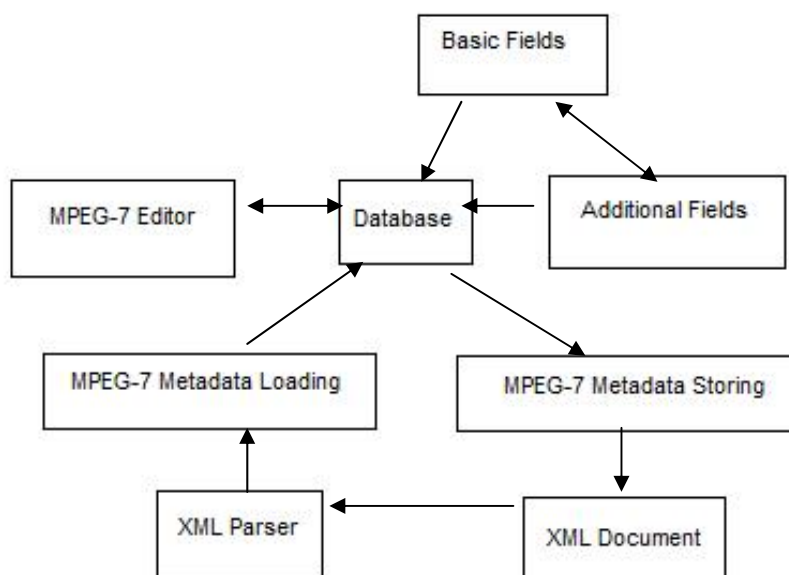 Basic Fields
MPEG-7 Editor
Database
Additional Fields
MPEG-7 Metadata Loading
MPEG-7 Metadata Storing
XML Parser
XML Document